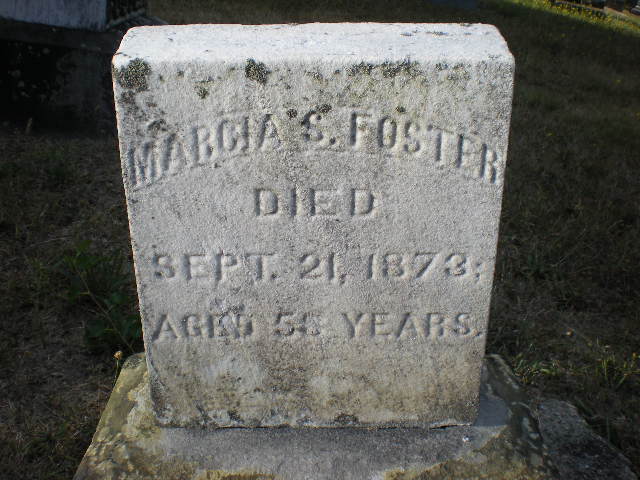 MARCIA S. FOSTER
DIED
SEPT. 21, 1873;
AGED YEARS.